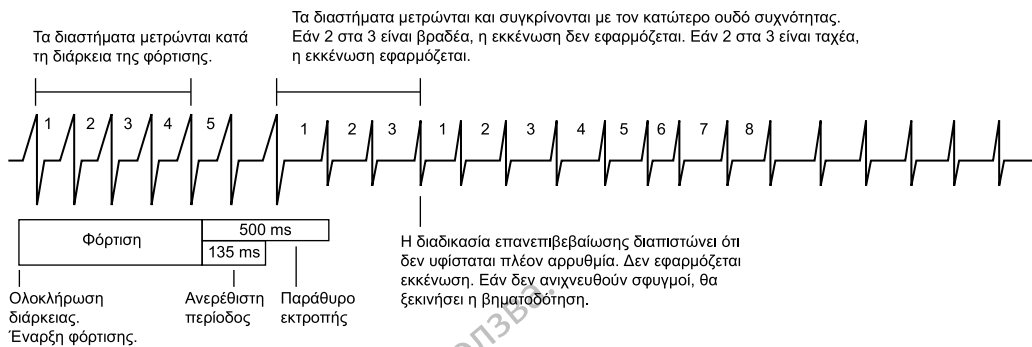 Τα διαστήματα μετρώνται κατά
τη διάρκεια της φόρτισης.
Τα διαστήματα μετρώνται και συγκρίνονται με τον κατώτερο ουδό συχνότητας.
Εάν 2 στα 3 είναι βραδέα, η εκκένωση δεν εφαρμόζεται. Εάν 2 στα 3 είναι ταχέα,
η εκκένωση εφαρμόζεται.
1 2 3 4 5 1 2 3 1 2 3 4 5 6 7 8
Φόρτιση
500 ms
135 ms
Ολοκλήρωση
διάρκειας.
Έναρξη φόρτισης.
Ανερέθιστη
περίοδος
Παράθυρο
εκτροπής
Η διαδικασία επανεπιβεβαίωσης διαπιστώνει ότι
δεν υφίσταται πλέον αρρυθμία. Δεν εφαρμόζεται
εκκένωση. Εάν δεν ανιχνευθούν σφυγμοί, θα
ξεκινήσει η βηματοδότηση.